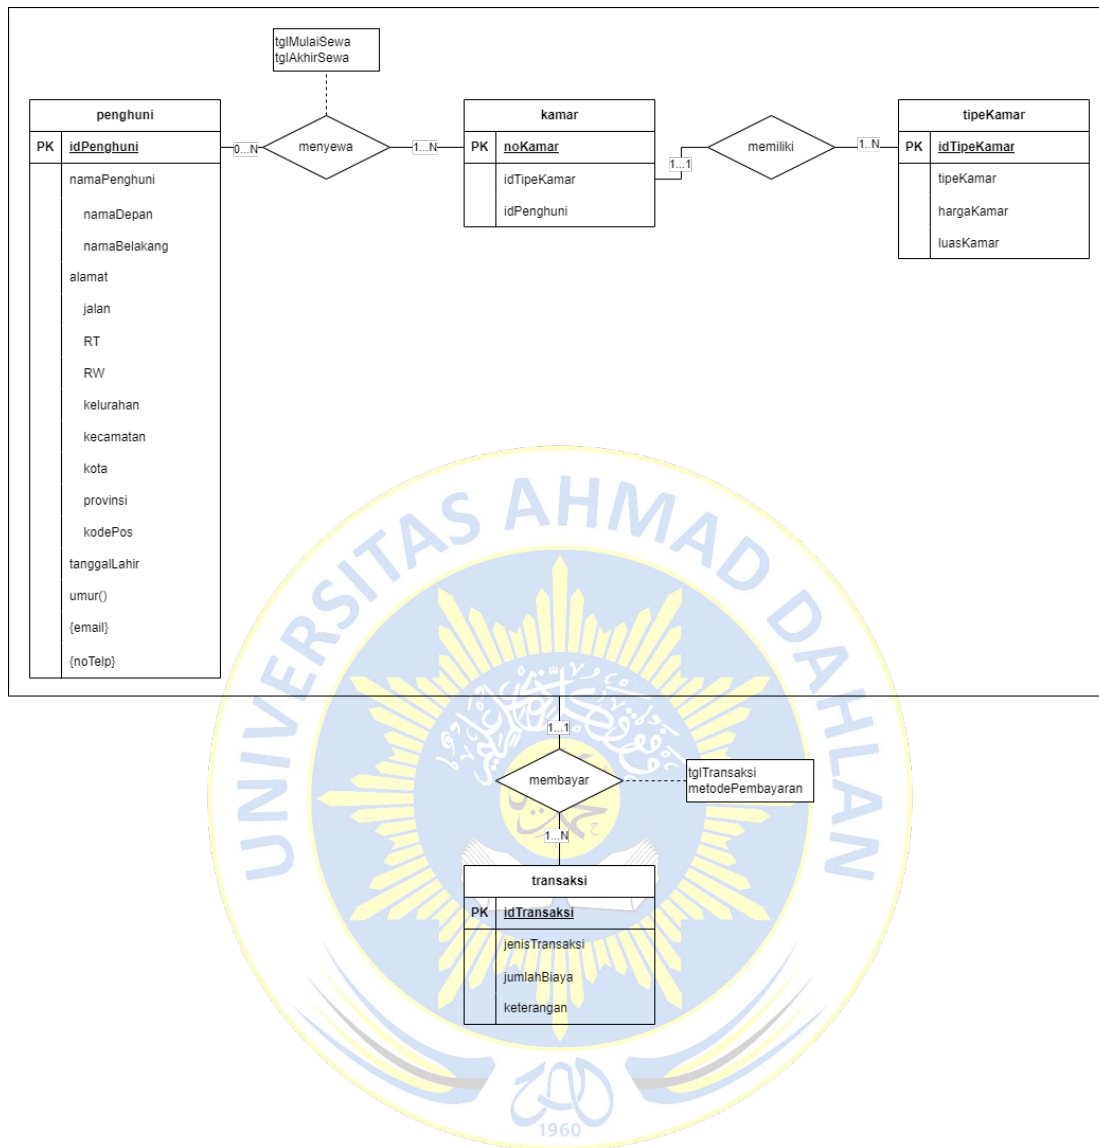 tglMulaiSewa
tglAkhirSewa
penghuni
PK idPenghuni
namaPenghuni
namaDepan
namaBelakang
alamat
jalan
RT
RW
kelurahan
kecamatan
kota
provinsi
kodePos
tanggalLahir
umur()
{email}
{noTelp}
0...N
menyewa
1...N
kamar
PK noKamar
idTipeKamar
idPenghuni
1...1
memiliki
1..N
tipeKamar
PK idTipeKamar
tipeKamar
hargaKamar
luasKamar
1...1
membayar
tglTransaksi
metodePembayaran
1...N
transaksi
PK idTransaksi
jenisTransaksi
jumlahBiaya
keterangan
UNIVERSITAS AHMAD DAHLAN
1960